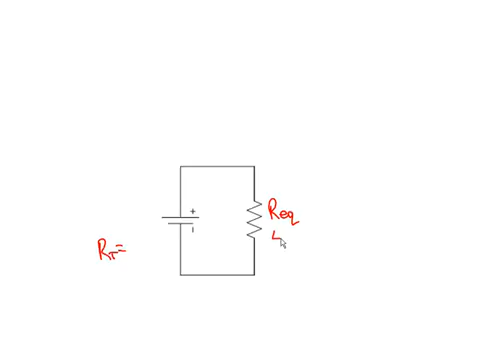 +
Req
RT=